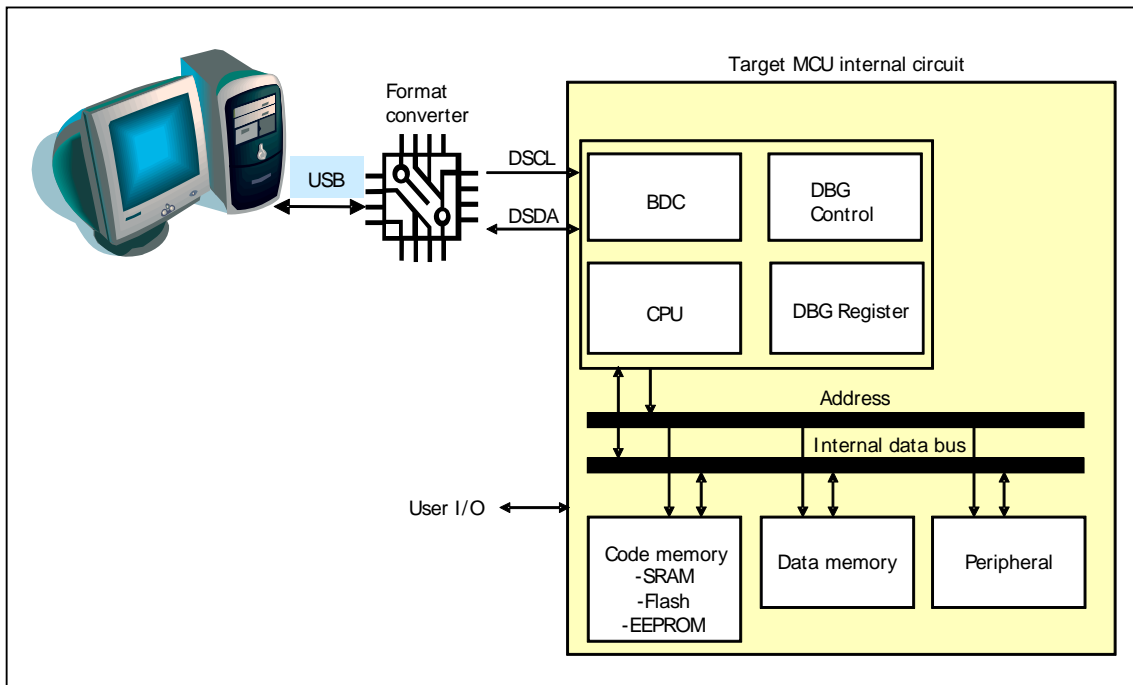 Target MCU internal circuit
Format
converter
USB
DSCL
DSDA
BDC
DBG
Control
CPU
DBG Register
Address
Internal data bus
User I/O
Code memory
-SRAM
-Flash
-EEPROM
Data memory
Peripheral